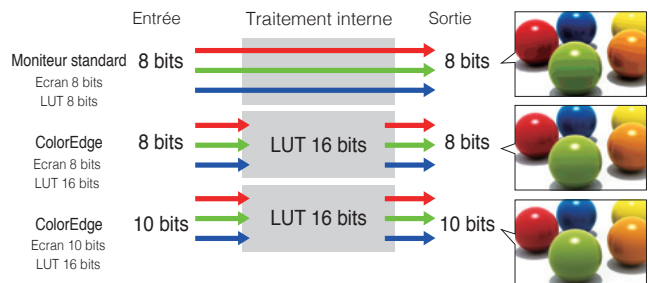 Entrée Traitement interne Sortie
Moniteur standard 8 bits 8 bits
Ecran 8 bits
LUT 8 bits
ColorEdge 8 bits LUT 16 bits 8 bits
Ecran 8 bits
LUT 16 bits
ColorEdge 10 bits LUT 16 bits 10 bits
Ecran 10 bits
LUT 16 bits